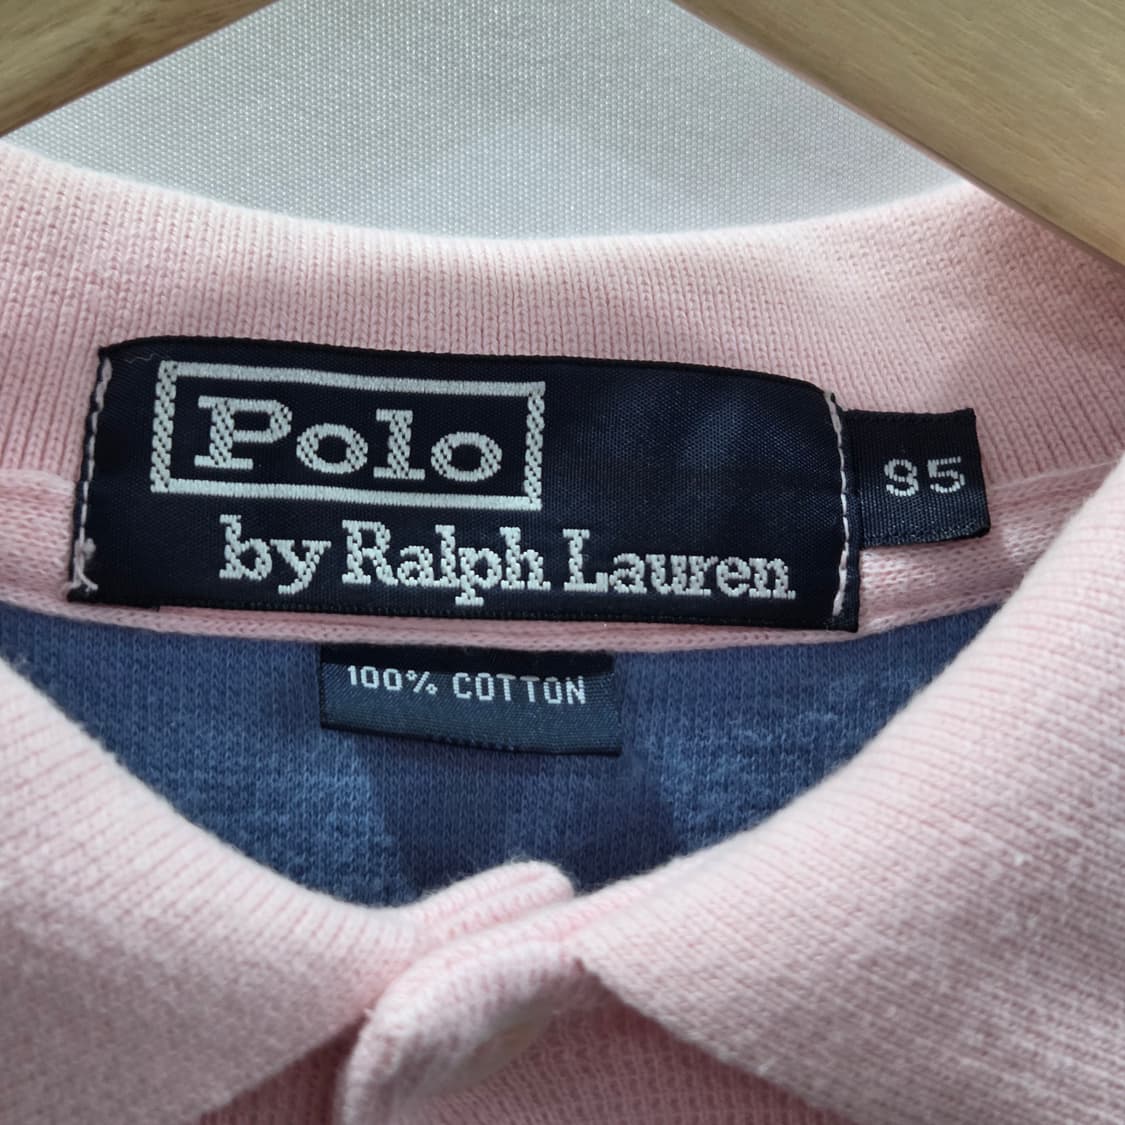 Polo
by Ralph Lauren
95
100% COTTON